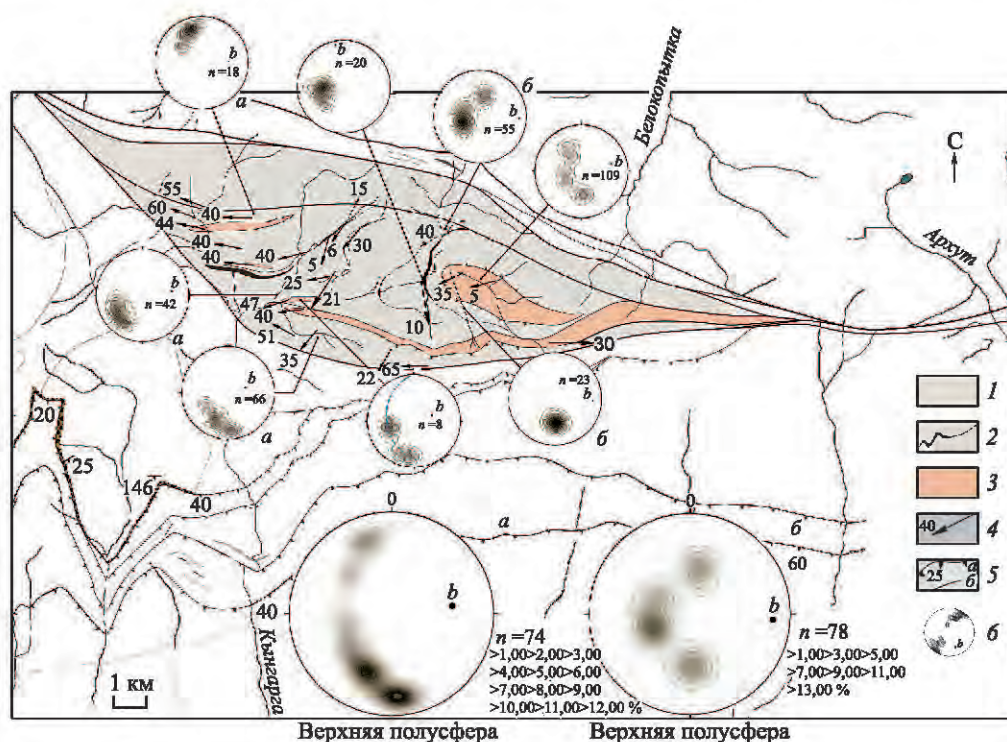 b
n =18
а
b
n =20
б
b
n =55
b
n =109
Белокопытка
С
Архут
55
60
40
44
40
40
40
15
6
30
5
25
40
35
5
10
47
40
51
35
21
22
65
30
b
n =42
а
b
n =66
а
b
n =8
n =23
b
б
20
25
146
40
40
Кынгарга
1 км
0
а
b
n =74
>1,00>2,00>3,00
>4,00>5,00>6,00
>7,00>8,00>9,00
>10,00>11,00>12,00 %
Верхняя полусфера
0
б
60
b
n =78
>1,00>3,00>5,00
>7,00>9,00>11,00
>13,00 %
Верхняя полусфера
1
2
3
40
4
25
а
б
5
b
6